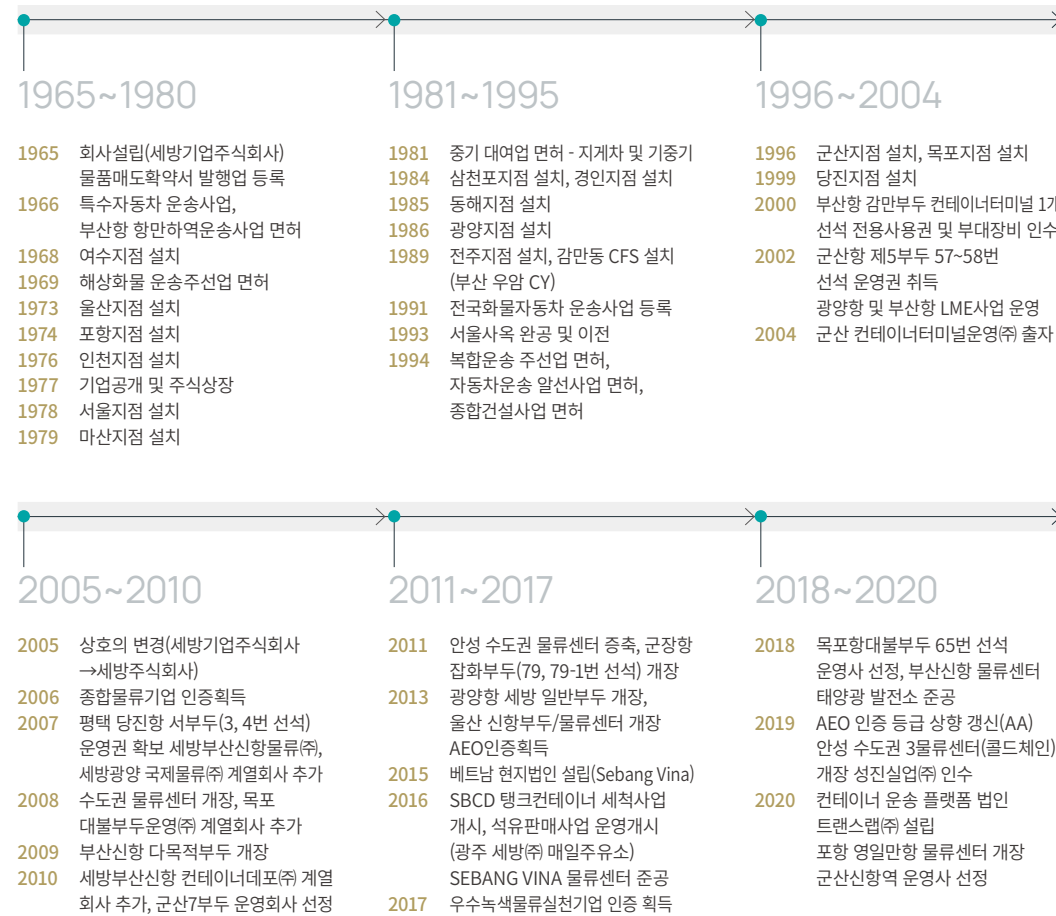 1965~1980
1965 회사설립(세방기업주식회사)
물품매도확약서 발행업 등록
1966 특수자동차 운송사업,
부산항 항만하역운송사업 면허
1968 여수지점 설치
1969 해상화물 운송주선업 면허
1973 울산지점 설치
1974 포항지점 설치
1976 인천지점 설치
1977 기업공개 및 주식상장
1978 서울지점 설치
1979 마산지점 설치
1981~1995
1981 중기 대여업 면허 - 지게차 및 기중기
1984 삼천포지점 설치, 경인지점 설치
1985 동해지점 설치
1986 광양지점 설치
1989 전주지점 설치, 감만동 CFS 설치
(부산 우암 CY)
1991 전국화물자동차 운송사업 등록
1993 서울사옥 완공 및 이전
1994 복합운송 주선업 면허,
자동차운송 알선사업 면허,
종합건설사업 면허
1996~2004
1996 군산지점 설치, 목포지점 설치
1999 당진지점 설치
2000 부산항 감만부두 컨테이너터미널 1개
선석 전용사용권 및 부대장비 인수
2002 군산항 제5부두 57~58번
선석 운영권 취득
광양항 및 부산항 LME사업 운영
2004 군산 컨테이너터미널운영㈜ 출자
2005~2010
2005 상호의 변경(세방기업주식회사
→세방주식회사)
2006 종합물류기업 인증획득
2007 평택 당진항 서부두(3, 4번 선석)
운영권 확보 세방부산신항물류㈜,
세방광양 국제물류㈜ 계열회사 추가
2008 수도권 물류센터 개장, 목포
대불부두운영㈜ 계열회사 추가
2009 부산신항 다목적부두 개장
2010 세방부산신항 컨테이너데포㈜ 계열
회사 추가, 군산7부두 운영회사 선정
2011~2017
2011 안성 수도권 물류센터 증축, 군장항
잡화부두(79, 79-1번 선석) 개장
2013 광양항 세방 일반부두 개장,
울산 신항부두/물류센터 개장
AEO인증획득
2015 베트남 현지법인 설립(Sebang Vina)
2016 SBCD 탱크컨테이너 세척사업
개시, 석유판매사업 운영개시
(광주 세방㈜ 매일주유소)
SEBANG VINA 물류센터 준공
2017 우수녹색물류실천기업 인증 획득
2018~2020
2018 목포항대불부두 65번 선석
운영사 선정, 부산신항 물류센터
태양광 발전소 준공
2019 AEO 인증 등급 상향 갱신(AA)
안성 수도권 3물류센터(콜드체인)
개장 성진실업㈜ 인수
2020 컨테이너 운송 플랫폼 법인
트랜스랩㈜ 설립
포항 영일만항 물류센터 개장
군산신항역 운영사 선정